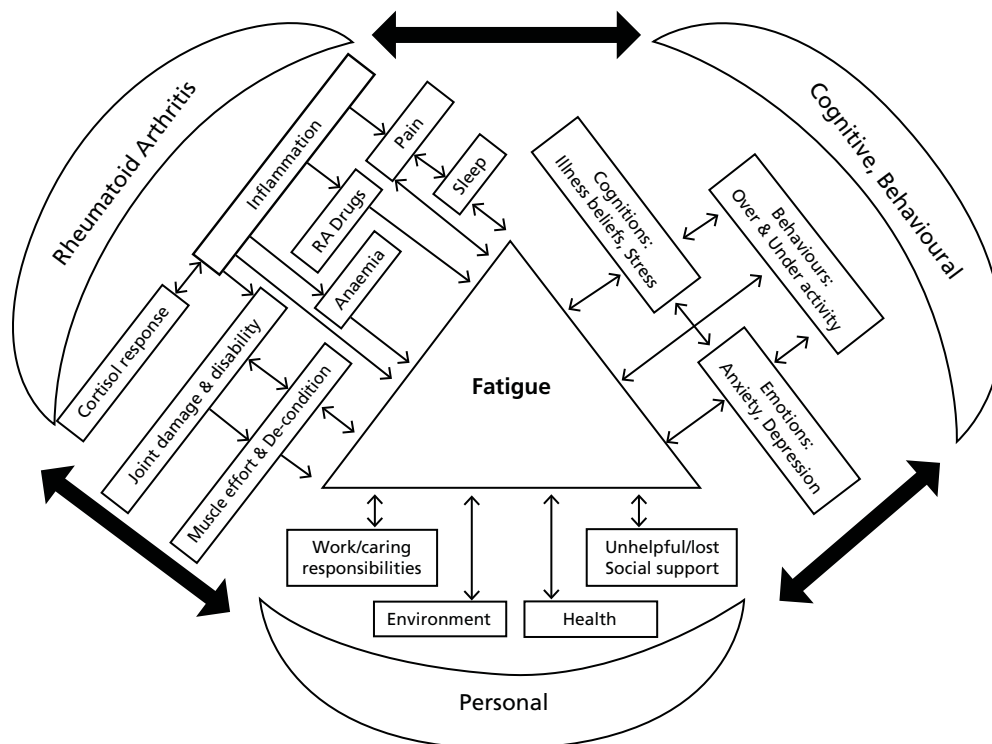 Rheumatoid Arthritis
Cognitive, Behavioural
Inflammation
Pain
Sleep
RA Drugs
Anaemia
Cortisol response
Joint damage & disability
Muscle effort & De-condition
Cognitions:
Illness beliefs, Stress
Behaviours:
Over & Under activity
Emotions:
Anxiety, Depression
Fatigue
Work/caring
responsibilities
Unhelpful/lost
Social support
Environment
Health
Personal